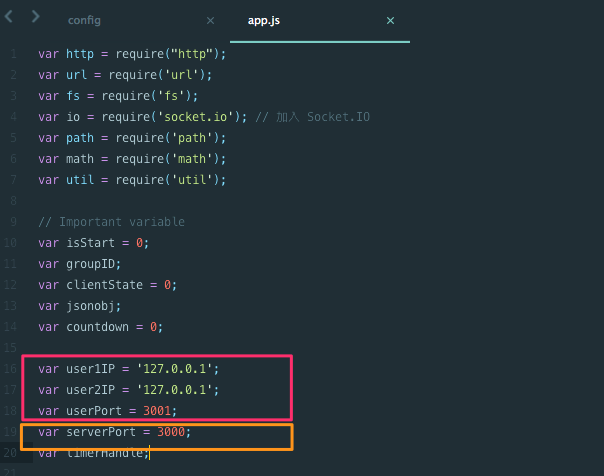 config × app.js ×
1 var http = require("http");
2 var url = require('url');
3 var fs = require('fs');
4 var io = require('socket.io'); // 加入 Socket.IO
5 var path = require('path');
6 var math = require('math');
7 var util = require('util');
8
9 // Important variable
10 var isStart = 0;
11 var groupID;
12 var clientState = 0;
13 var jsonobj;
14 var countdown = 0;
15
16 var user1IP = '127.0.0.1';
17 var user2IP = '127.0.0.1';
18 var userPort = 3001;
19 var serverPort = 3000;
20 var timerHandle;
21